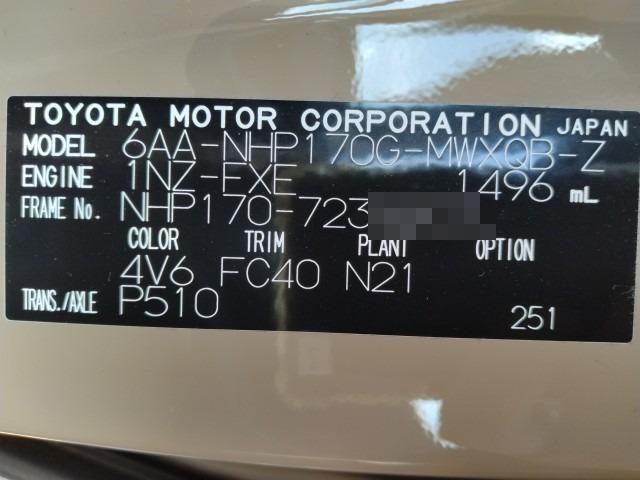 TOYOTA MOTOR CORPORATION JAPAN
MODEL 6AA-NHP170G-MWXQB-Z
ENGINE 1NZ-FXE 1496 mL
FRAME No. NHP170-723
COLOR TRIM PLANT OPTION
4V6 FC40 N21
TRANS./AXLE P510 251